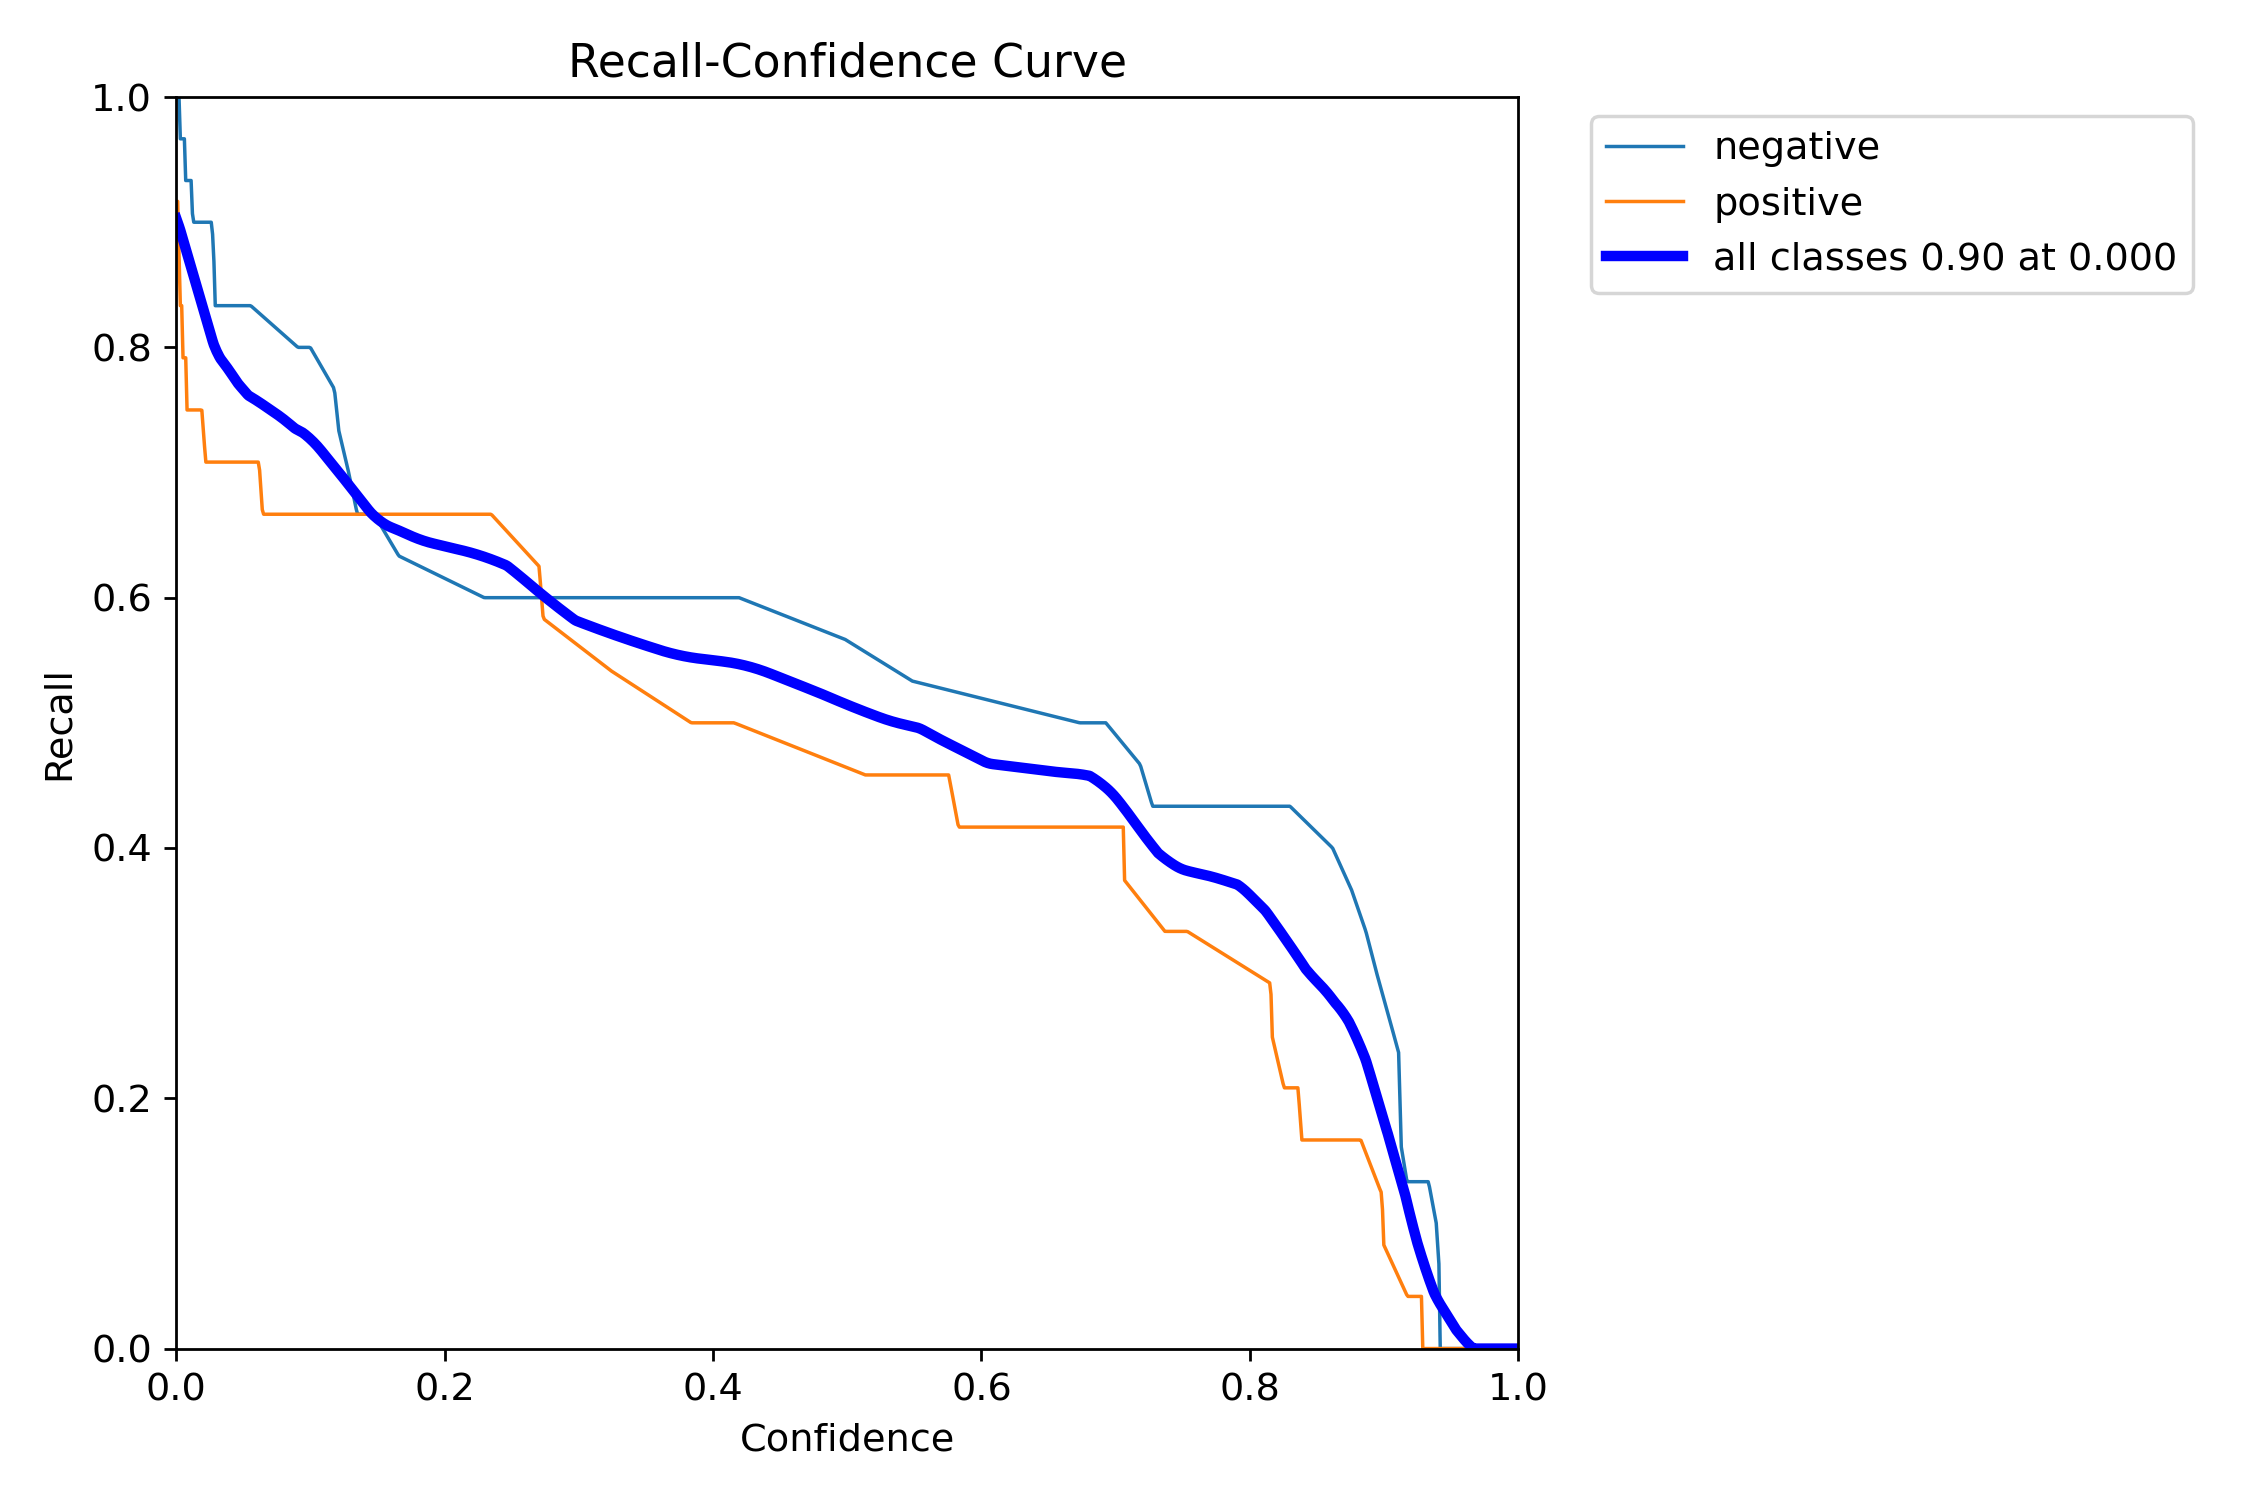 Recall-Confidence Curve
1.0
0.8
0.6
0.4
0.2
0.0
Recall
0.0 0.2 0.4 0.6 0.8 1.0
Confidence
negative
positive
all classes 0.90 at 0.000